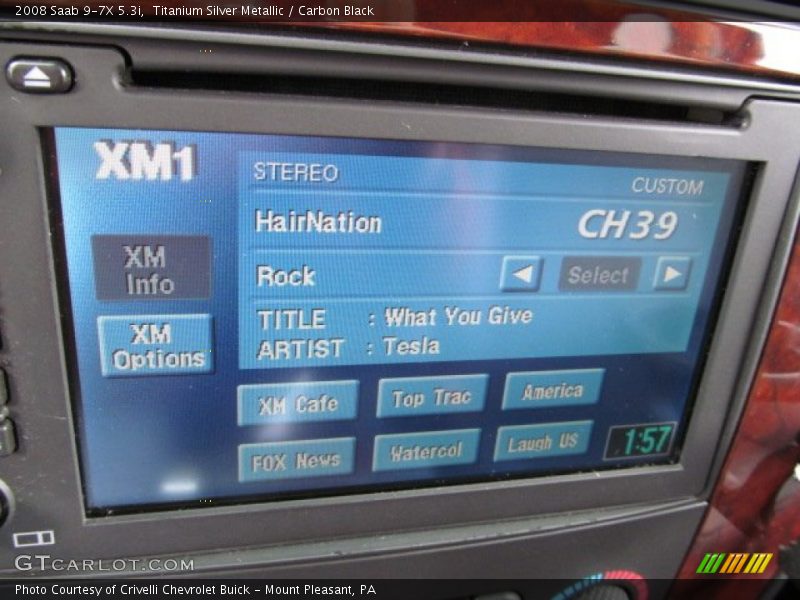 2008 Saab 9-7X 5.3i, Titanium Silver Metallic / Carbon Black
XM1
STEREO
CUSTOM
HairNation
CH39
XM Info
Rock
◄ Select ►
XM Options
TITLE : What You Give
ARTIST : Tesla
XM Cafe Top Trac America
FOX News Watercol Laugh US
1:57
GTCARLOT.COM
Photo Courtesy of Crivelli Chevrolet Buick - Mount Pleasant, PA